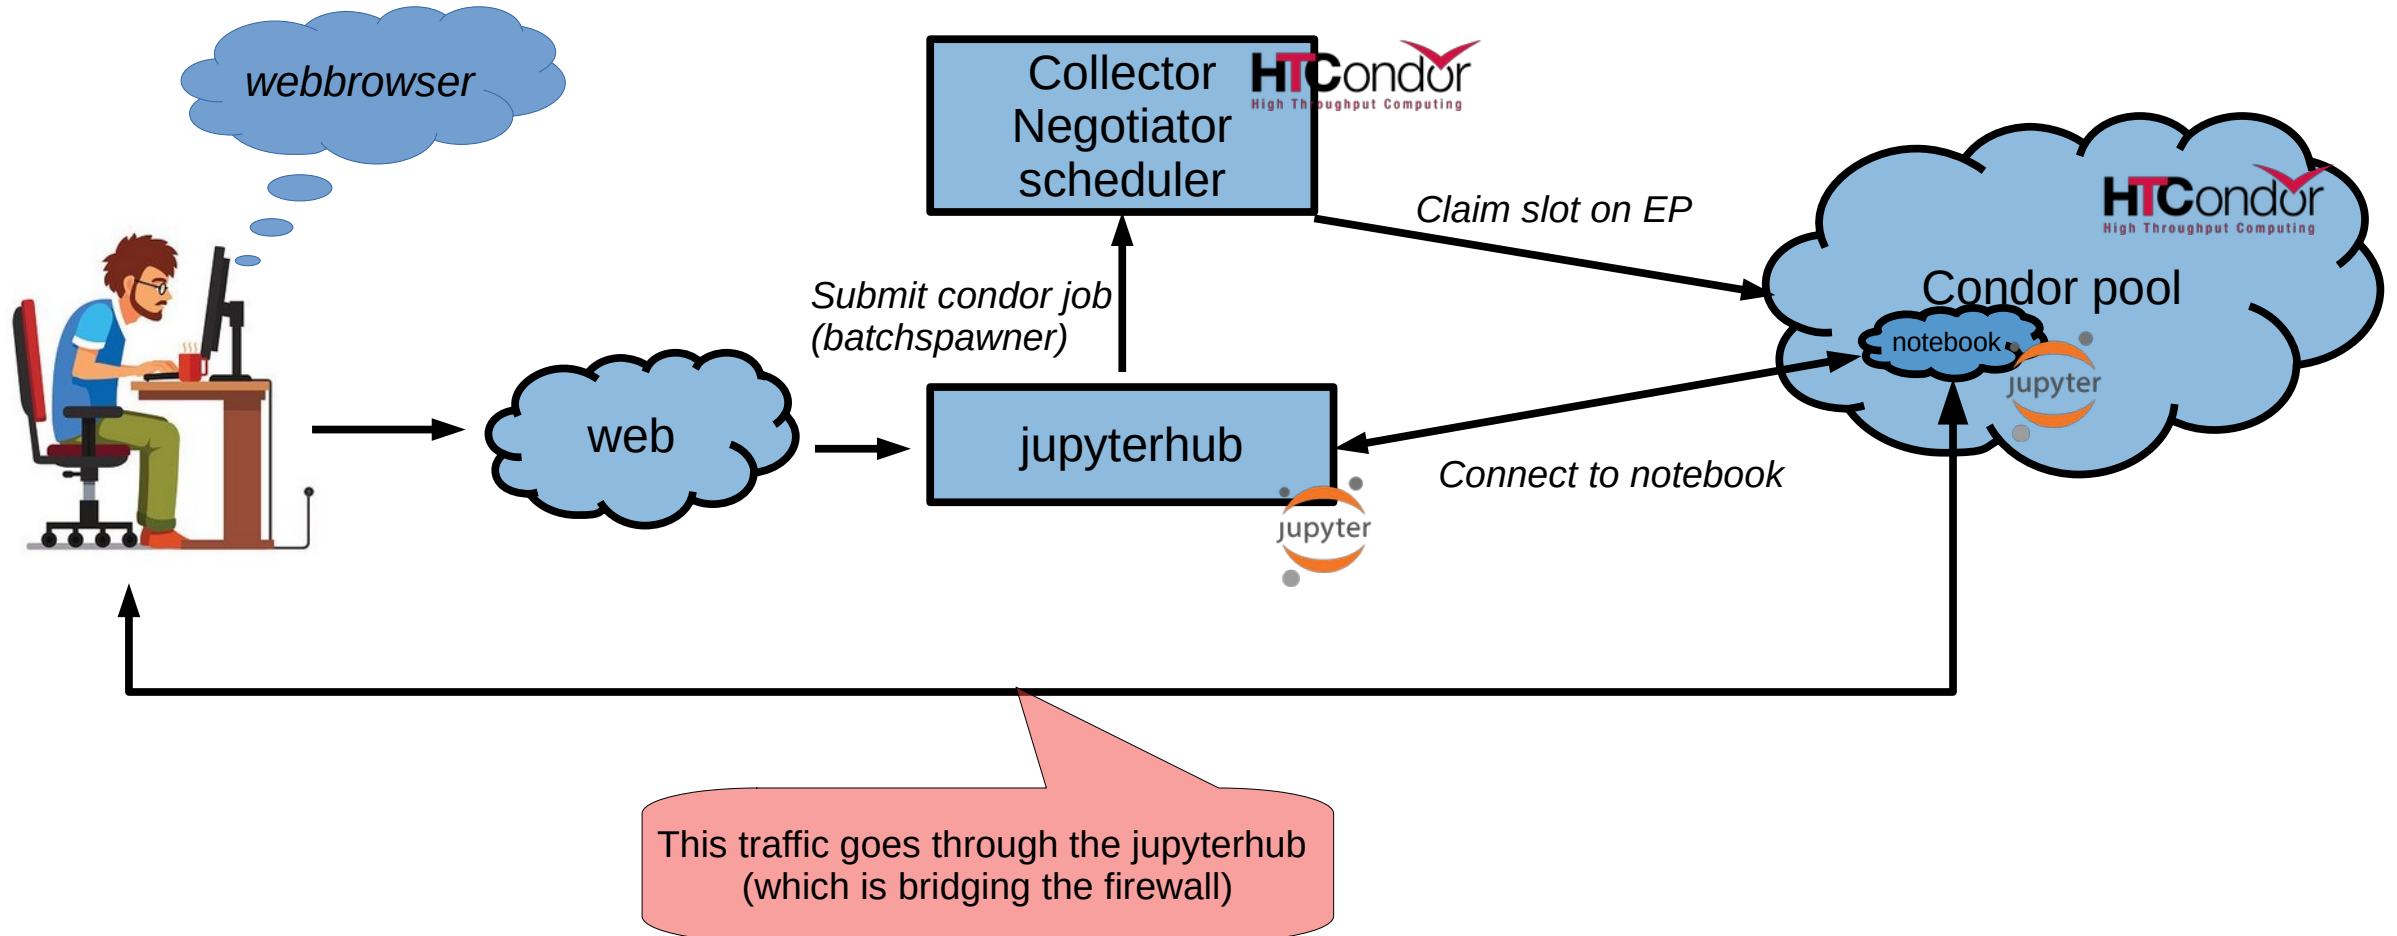 webbrowser
Collector
Negotiator
scheduler
HTCondor
High Throughput Computing
Claim slot on EP
HTCondor
High Throughput Computing
Condor pool
notebook
jupyter
Submit condor job
(batchspawner)
web
jupyterhub
jupyter
Connect to notebook
This traffic goes through the jupyterhub
(which is bridging the firewall)